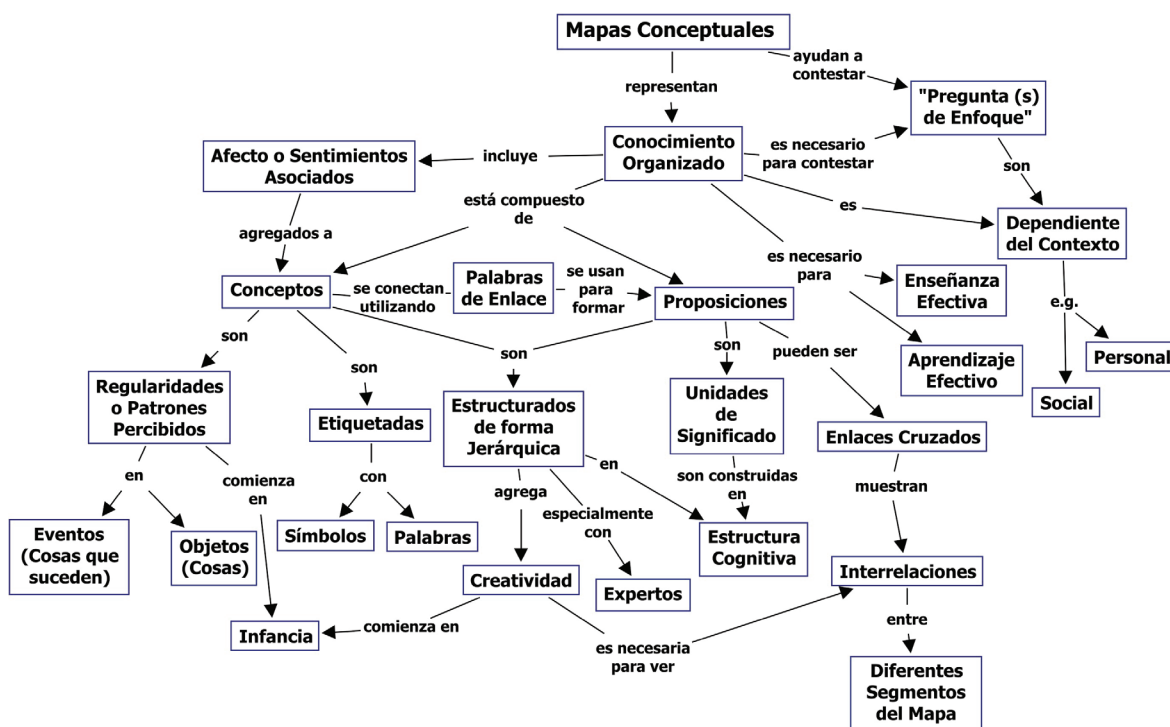 Mapas Conceptuales
ayudan a
contestar
representan
"Pregunta (s)
de Enfoque"
Conocimiento
Organizado
es necesario
para contestar
Afecto o Sentimientos
Asociados
incluye
son
está compuesto
de
es
Dependiente
del Contexto
agregados a
es necesario
para
Conceptos
se conectan
utilizando
Palabras
de Enlace
se usan
para
formar
Proposiciones
Enseñanza
Efectiva
e.g.
son
son
son
son
pueden ser
Aprendizaje
Efectivo
Personal
Social
Regularidades
o Patrones
Percibidos
Etiquetadas
Estructurados
de forma
Jerárquica
Unidades
de
Significado
Enlaces Cruzados
en
comienza
en
con
agrega
especialmente
con
en
son construidas
en
muestran
Eventos
(Cosas que
suceden)
Objetos
(Cosas)
Símbolos
Palabras
Estructura
Cognitiva
Creatividad
Expertos
Interrelaciones
Infancia
comienza en
es necesaria
para ver
entre
Diferentes
Segmentos
del Mapa